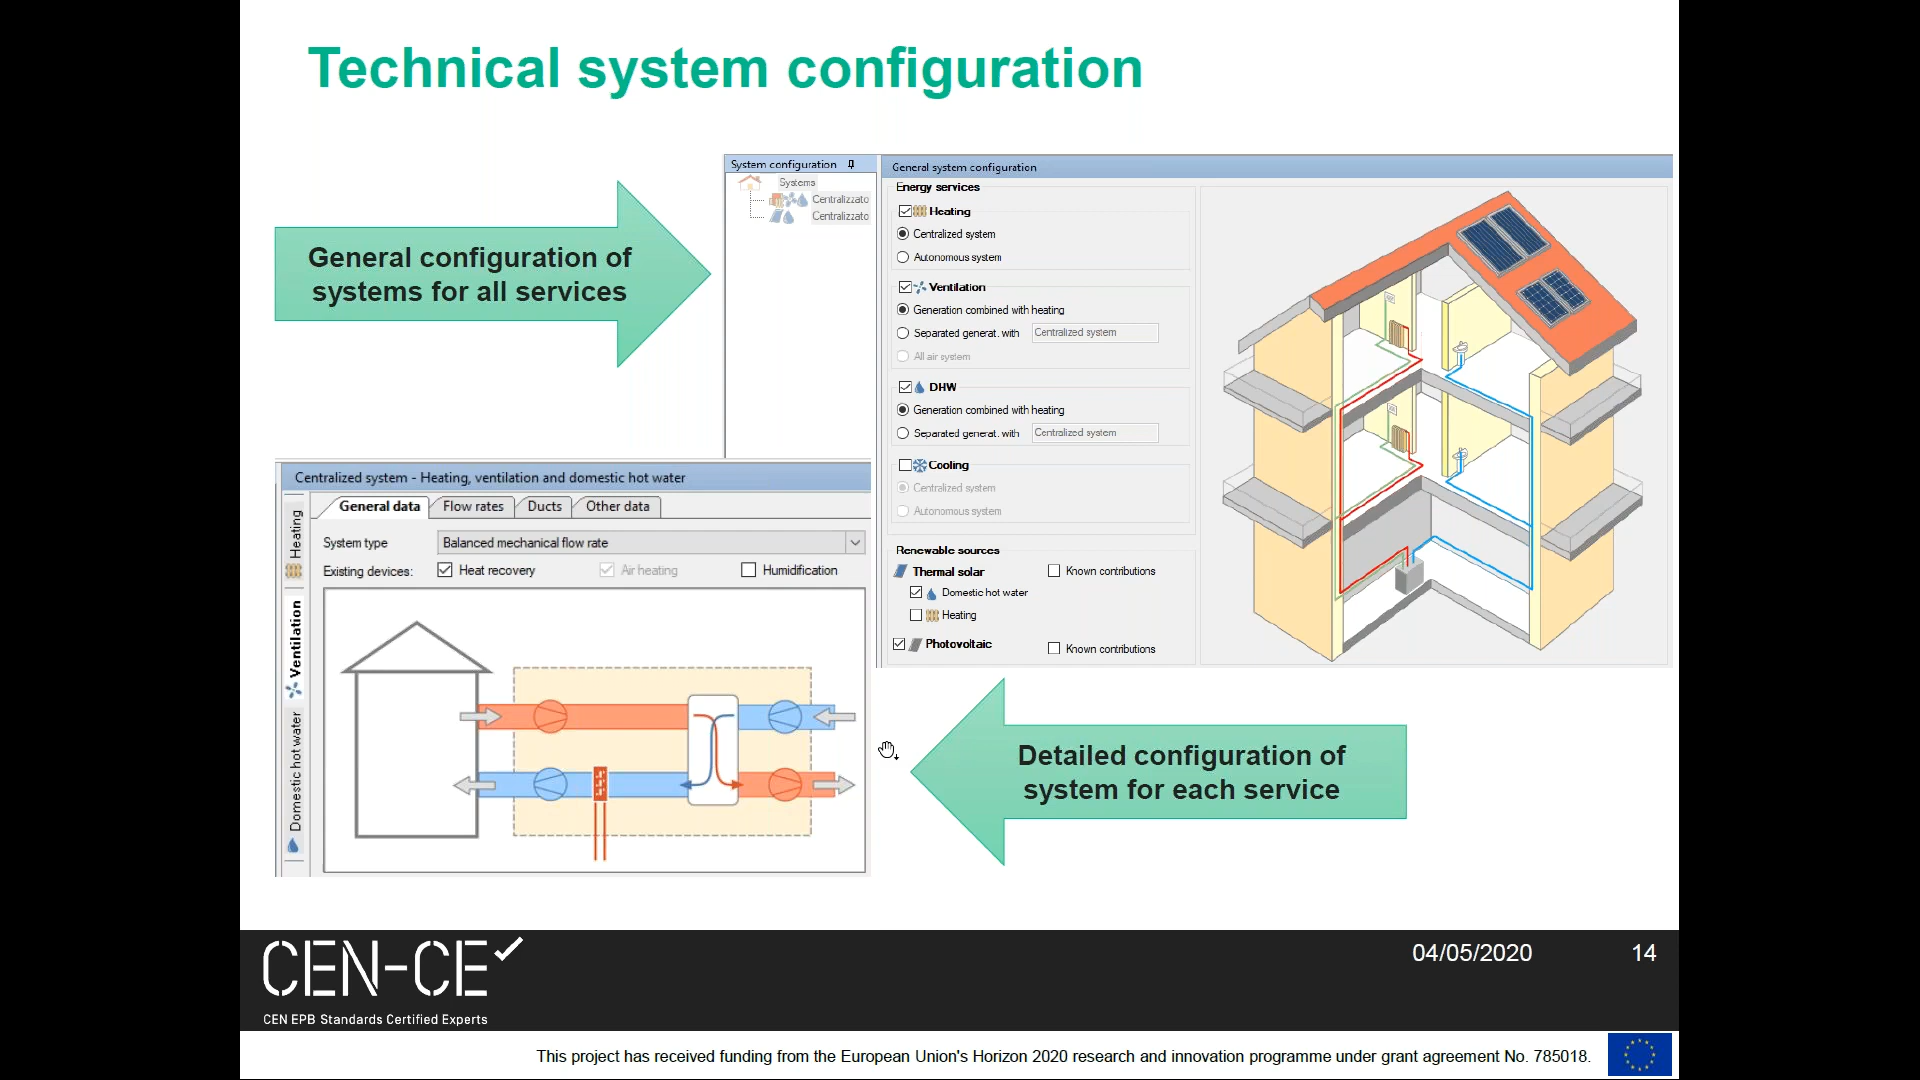 Technical system configuration
General configuration of
systems for all services
System configuration
Systems
Centralizzato
Centralizzato
General system configuration
Energy services
Heating
Centralized system
Autonomous system
Ventilation
Generation combined with heating
Separated generat. with
Centralized system
All air system
DHW
Generation combined with heating
Separated generat. with
Centralized system
Cooling
Centralized system
Autonomous system
Renewable sources
Thermal solar
Known contributions
Domestic hot water
Heating
Photovoltaic
Known contributions
Centralized system - Heating, ventilation and domestic hot water
Heating
Ventilation
Domestic hot water
General data
Flow rates
Ducts
Other data
System type
Balanced mechanical flow rate
Existing devices:
Heat recovery
Air heating
Humidification
Detailed configuration of
system for each service
CEN-CE
CEN EPB Standards Certified Experts
04/05/2020
14
This project has received funding from the European Union's Horizon 2020 research and innovation programme under grant agreement No. 785018.